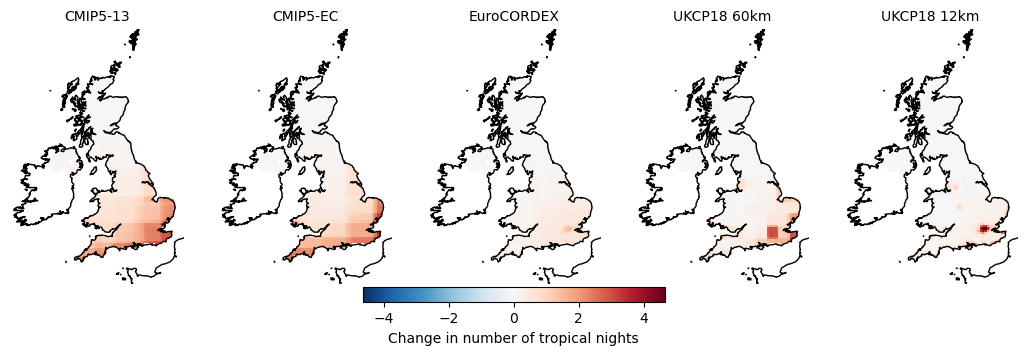 CMIP5-13
CMIP5-EC
EuroCORDEX
UKCP18 60km
UKCP18 12km
−4
−2
0
2
4
Change in number of tropical nights